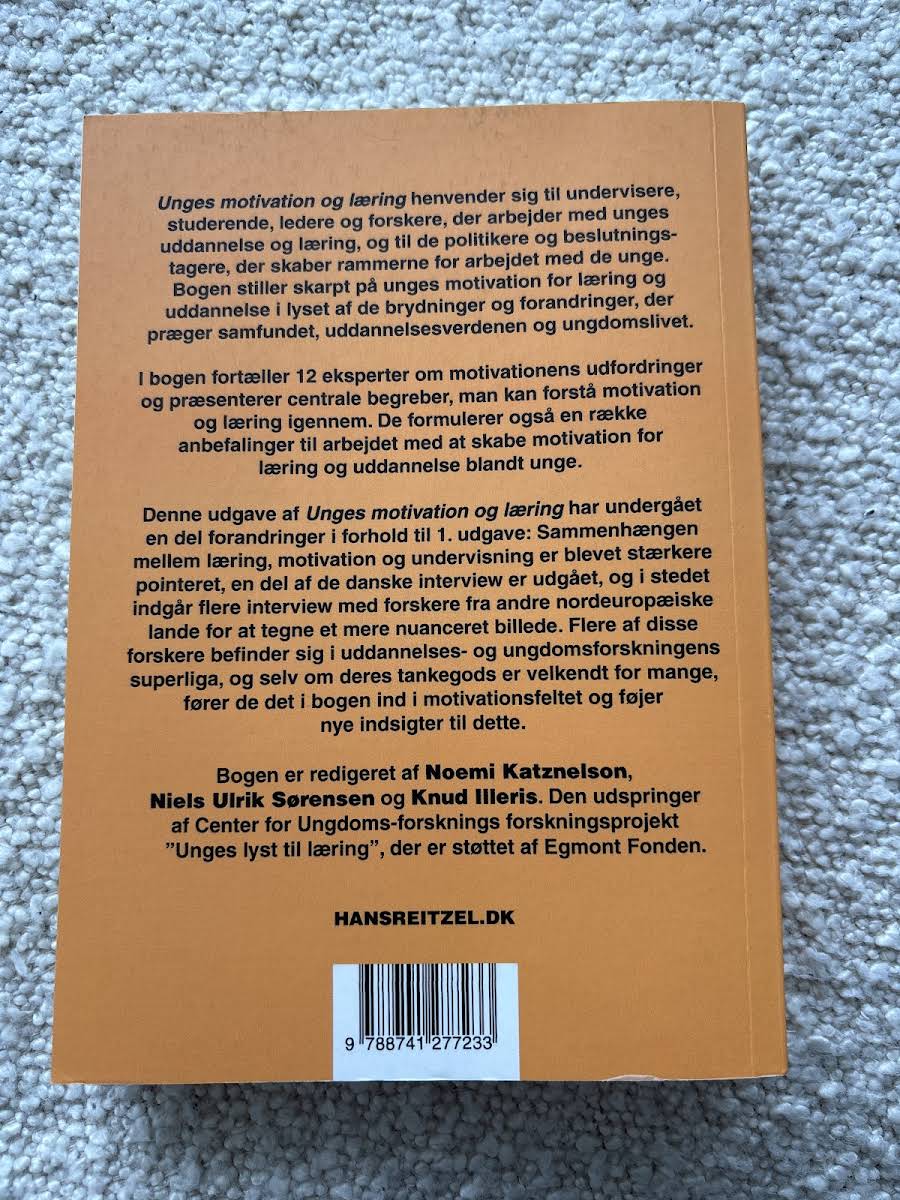 Unges motivation og læring henvender sig til undervisere,
studerende, ledere og forskere, der arbejder med unges
uddannelse og læring, og til de politikere og beslutnings-
tagere, der skaber rammerne for arbejdet med de unge.
Bogen stiller skarpt på unges motivation for læring og
uddannelse i lyset af de brydninger og forandringer, der
præger samfundet, uddannelsesverdenen og ungdomslivet.
I bogen fortæller 12 eksperter om motivationens udfordringer
og præsenterer centrale begreber, man kan forstå motivation
og læring igennem. De formulerer også en række
anbefalinger til arbejdet med at skabe motivation for
læring og uddannelse blandt unge.
Denne udgave af Unges motivation og læring har undergået
en del forandringer i forhold til 1. udgave: Sammenhængen
mellem læring, motivation og undervisning er blevet stærkere
pointeret, en del af de danske interview er udgået, og i stedet
indgår flere interview med forskere fra andre nordeuropæiske
lande for at tegne et mere nuanceret billede. Flere af disse
forskere befinder sig i uddannelses- og ungdomsforskningens
superliga, og selv om deres tankegods er velkendt for mange,
fører de det i bogen ind i motivationsfeltet og føjer
nye indsigter til dette.
Bogen er redigeret af Noemi Katznelson,
Niels Ulrik Sørensen og Knud Illeris. Den udspringer
af Center for Ungdoms-forsknings forskningsprojekt
”Unges lyst til læring”, der er støttet af Egmont Fonden.
HANSREITZEL.DK
9 788741 277233